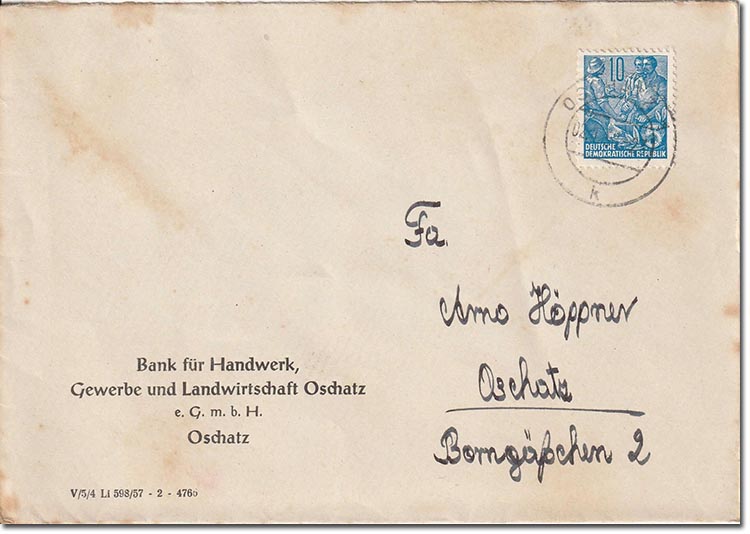 10
DEUTSCHE
DEMOKRATISCHE REPUBLIK
k
Fa.
Arno Höppner
Oschatz
Borngäßchen 2
Bank für Handwerk,
Gewerbe und Landwirtschaft Oschatz
e. G. m. b. H.
Oschatz
V/5/4 Li 598/57 - 2 - 4766